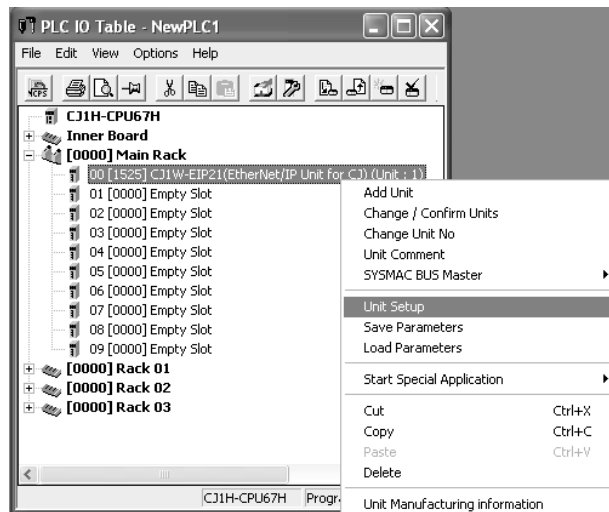 PLC IO Table - NewPLC1
File Edit View Options Help
CJ1H-CPU67H
Inner Board
[0000] Main Rack
00 [1525] CJ1W-EIP21(EtherNet/IP Unit for CJ) (Unit : 1)
01 [0000] Empty Slot
02 [0000] Empty Slot
03 [0000] Empty Slot
04 [0000] Empty Slot
05 [0000] Empty Slot
06 [0000] Empty Slot
07 [0000] Empty Slot
08 [0000] Empty Slot
09 [0000] Empty Slot
[0000] Rack 01
[0000] Rack 02
[0000] Rack 03
CJ1H-CPU67H
Add Unit
Change / Confirm Units
Change Unit No
Unit Comment
SYSMAC BUS Master
Unit Setup
Save Parameters
Load Parameters
Start Special Application
Cut Ctrl+X
Copy Ctrl+C
Paste Ctrl+V
Delete
Unit Manufacturing information